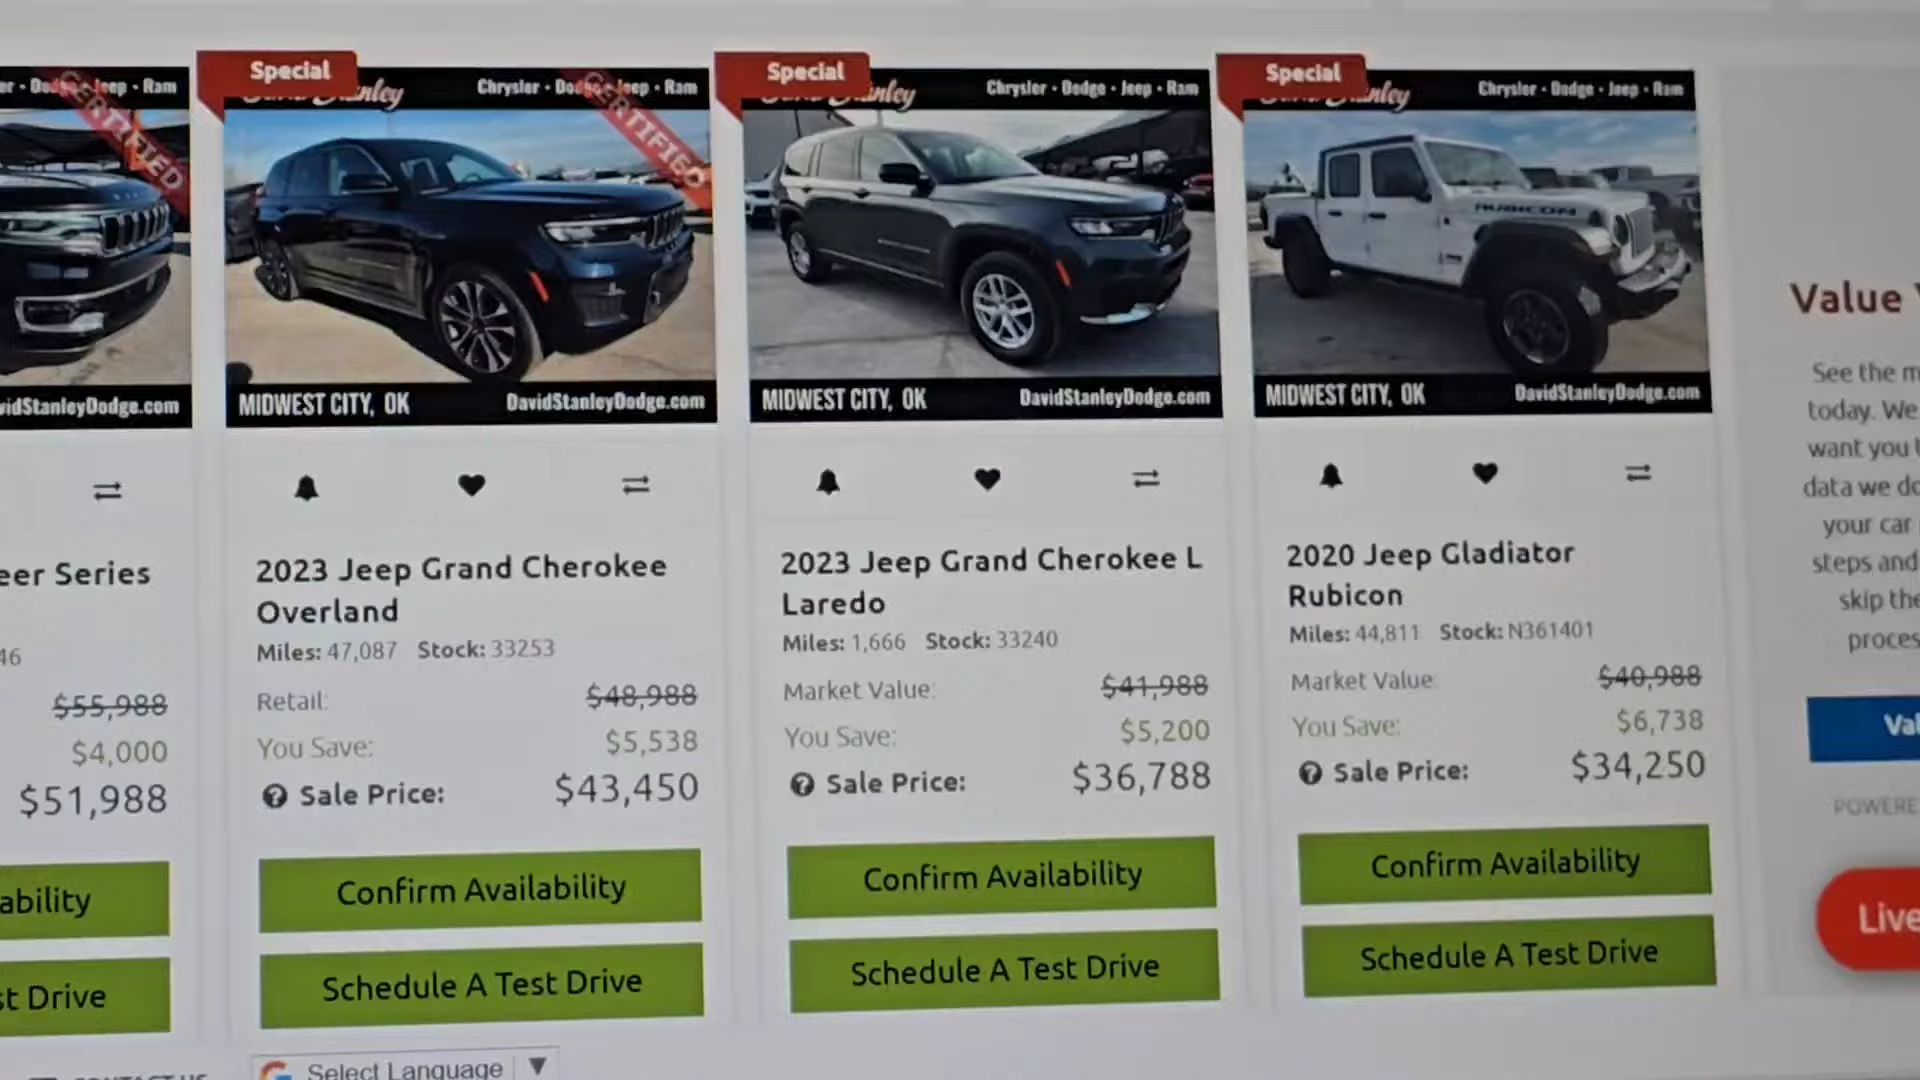 Special
Chrysler • Dodge • Jeep • Ram
CERTIFIED
MIDWEST CITY, OK
DavidStanleyDodge.com
2023 Jeep Grand Cherokee
Overland
Miles: 47,087 Stock: 33253
Retail: $48,988
You Save: $5,538
Sale Price: $43,450
Confirm Availability
Schedule A Test Drive
Special
Chrysler • Dodge • Jeep • Ram
MIDWEST CITY, OK
DavidStanleyDodge.com
2023 Jeep Grand Cherokee L
Laredo
Miles: 1,666 Stock: 33240
Market Value: $41,988
You Save: $5,200
Sale Price: $36,788
Confirm Availability
Schedule A Test Drive
Special
Chrysler • Dodge • Jeep • Ram
RUBICON
MIDWEST CITY, OK
DavidStanleyDodge.com
2020 Jeep Gladiator
Rubicon
Miles: 44,811 Stock: N361401
Market Value: $40,988
You Save: $6,738
Sale Price: $34,250
Confirm Availability
Schedule A Test Drive
• Jeep • Ram
CERTIFIED
Series
$55,988
$4,000
$51,988
Drive
Value
See the
today. We
want you
data we
your car
steps and
skip
Live
Select Language